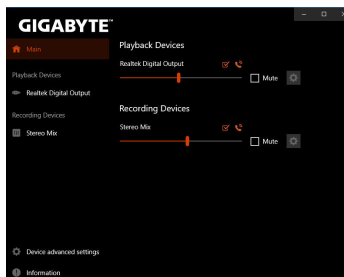 GIGABYTE™
Main
Playback Devices
Realtek Digital Output
Recording Devices
Stereo Mix
Device advanced settings
Information
Playback Devices
Realtek Digital Output
Mute
Recording Devices
Stereo Mix
Mute